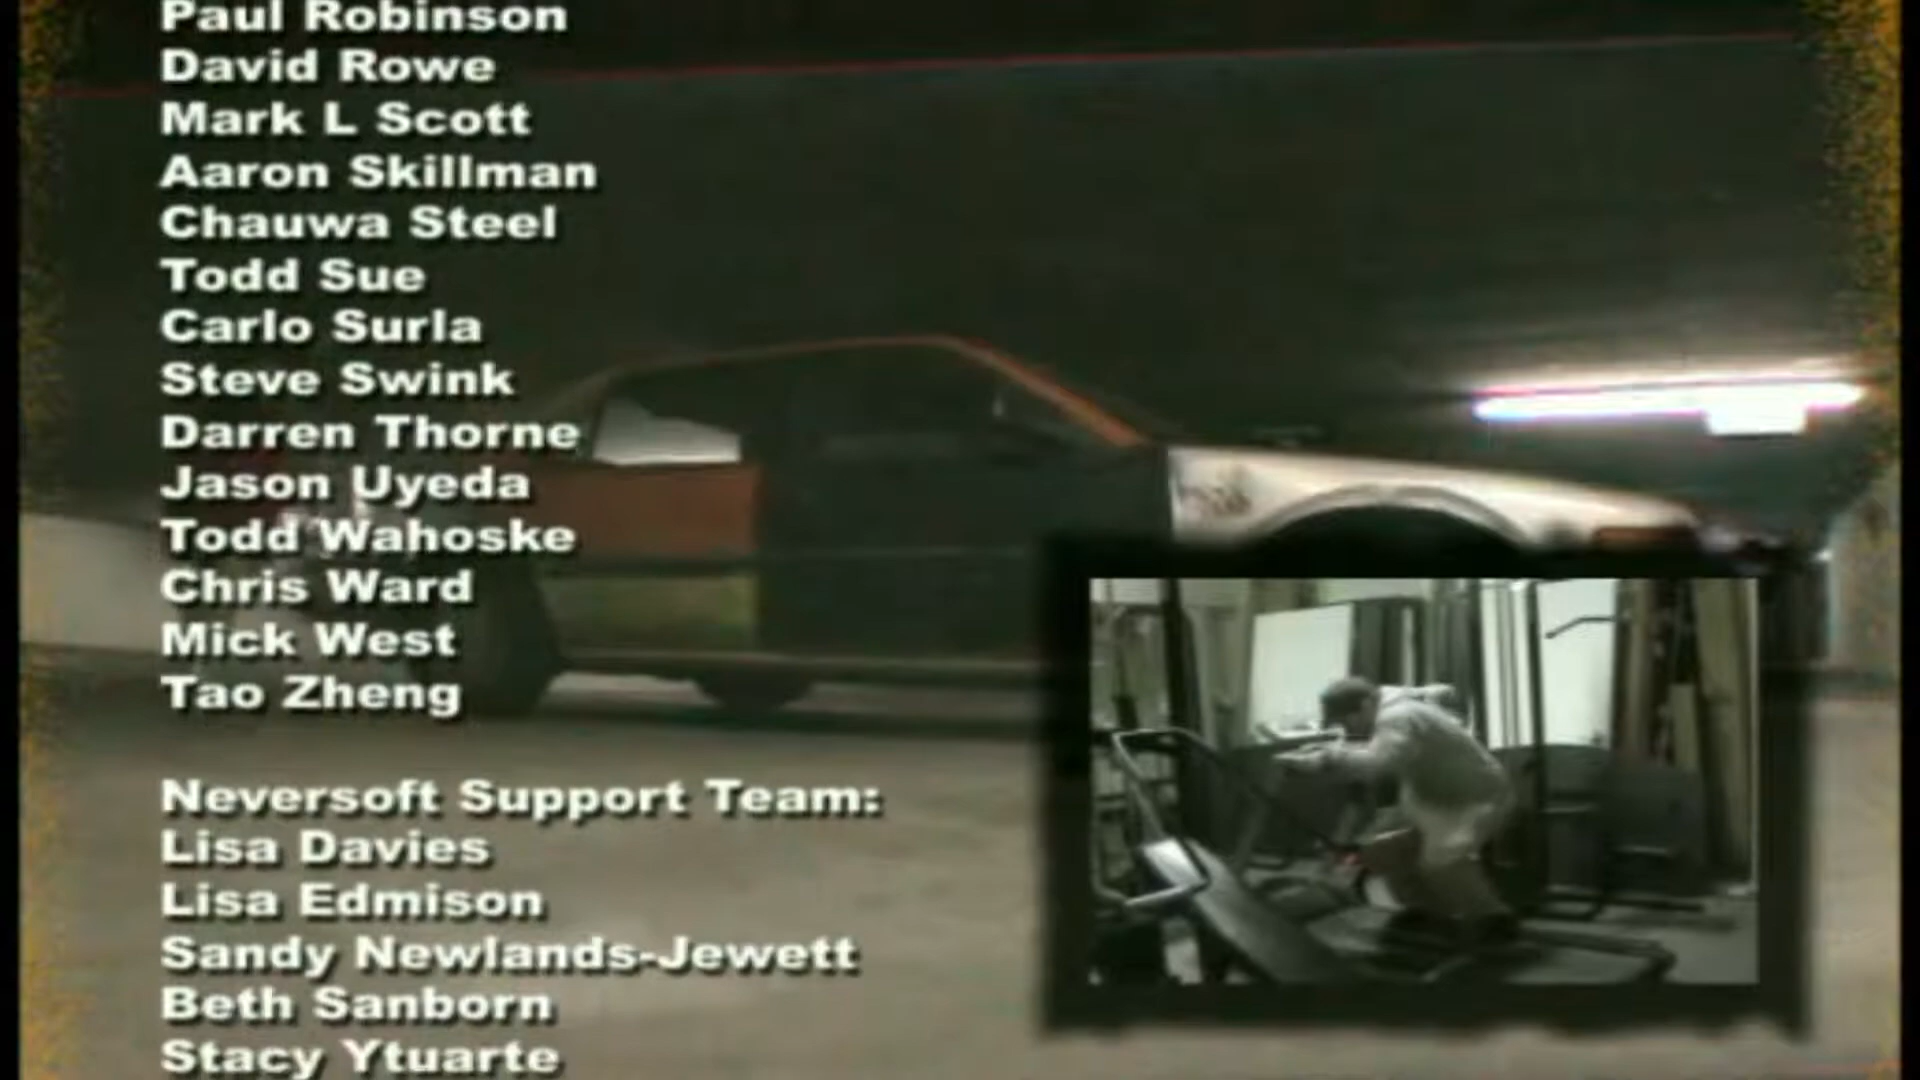 Paul Robinson
David Rowe
Mark L Scott
Aaron Skillman
Chauwa Steel
Todd Sue
Carlo Surla
Steve Swink
Darren Thorne
Jason Uyeda
Todd Wahoske
Chris Ward
Mick West
Tao Zheng
Neversoft Support Team:
Lisa Davies
Lisa Edmison
Sandy Newlands-Jewett
Beth Sanborn
Stacy Ytuarte